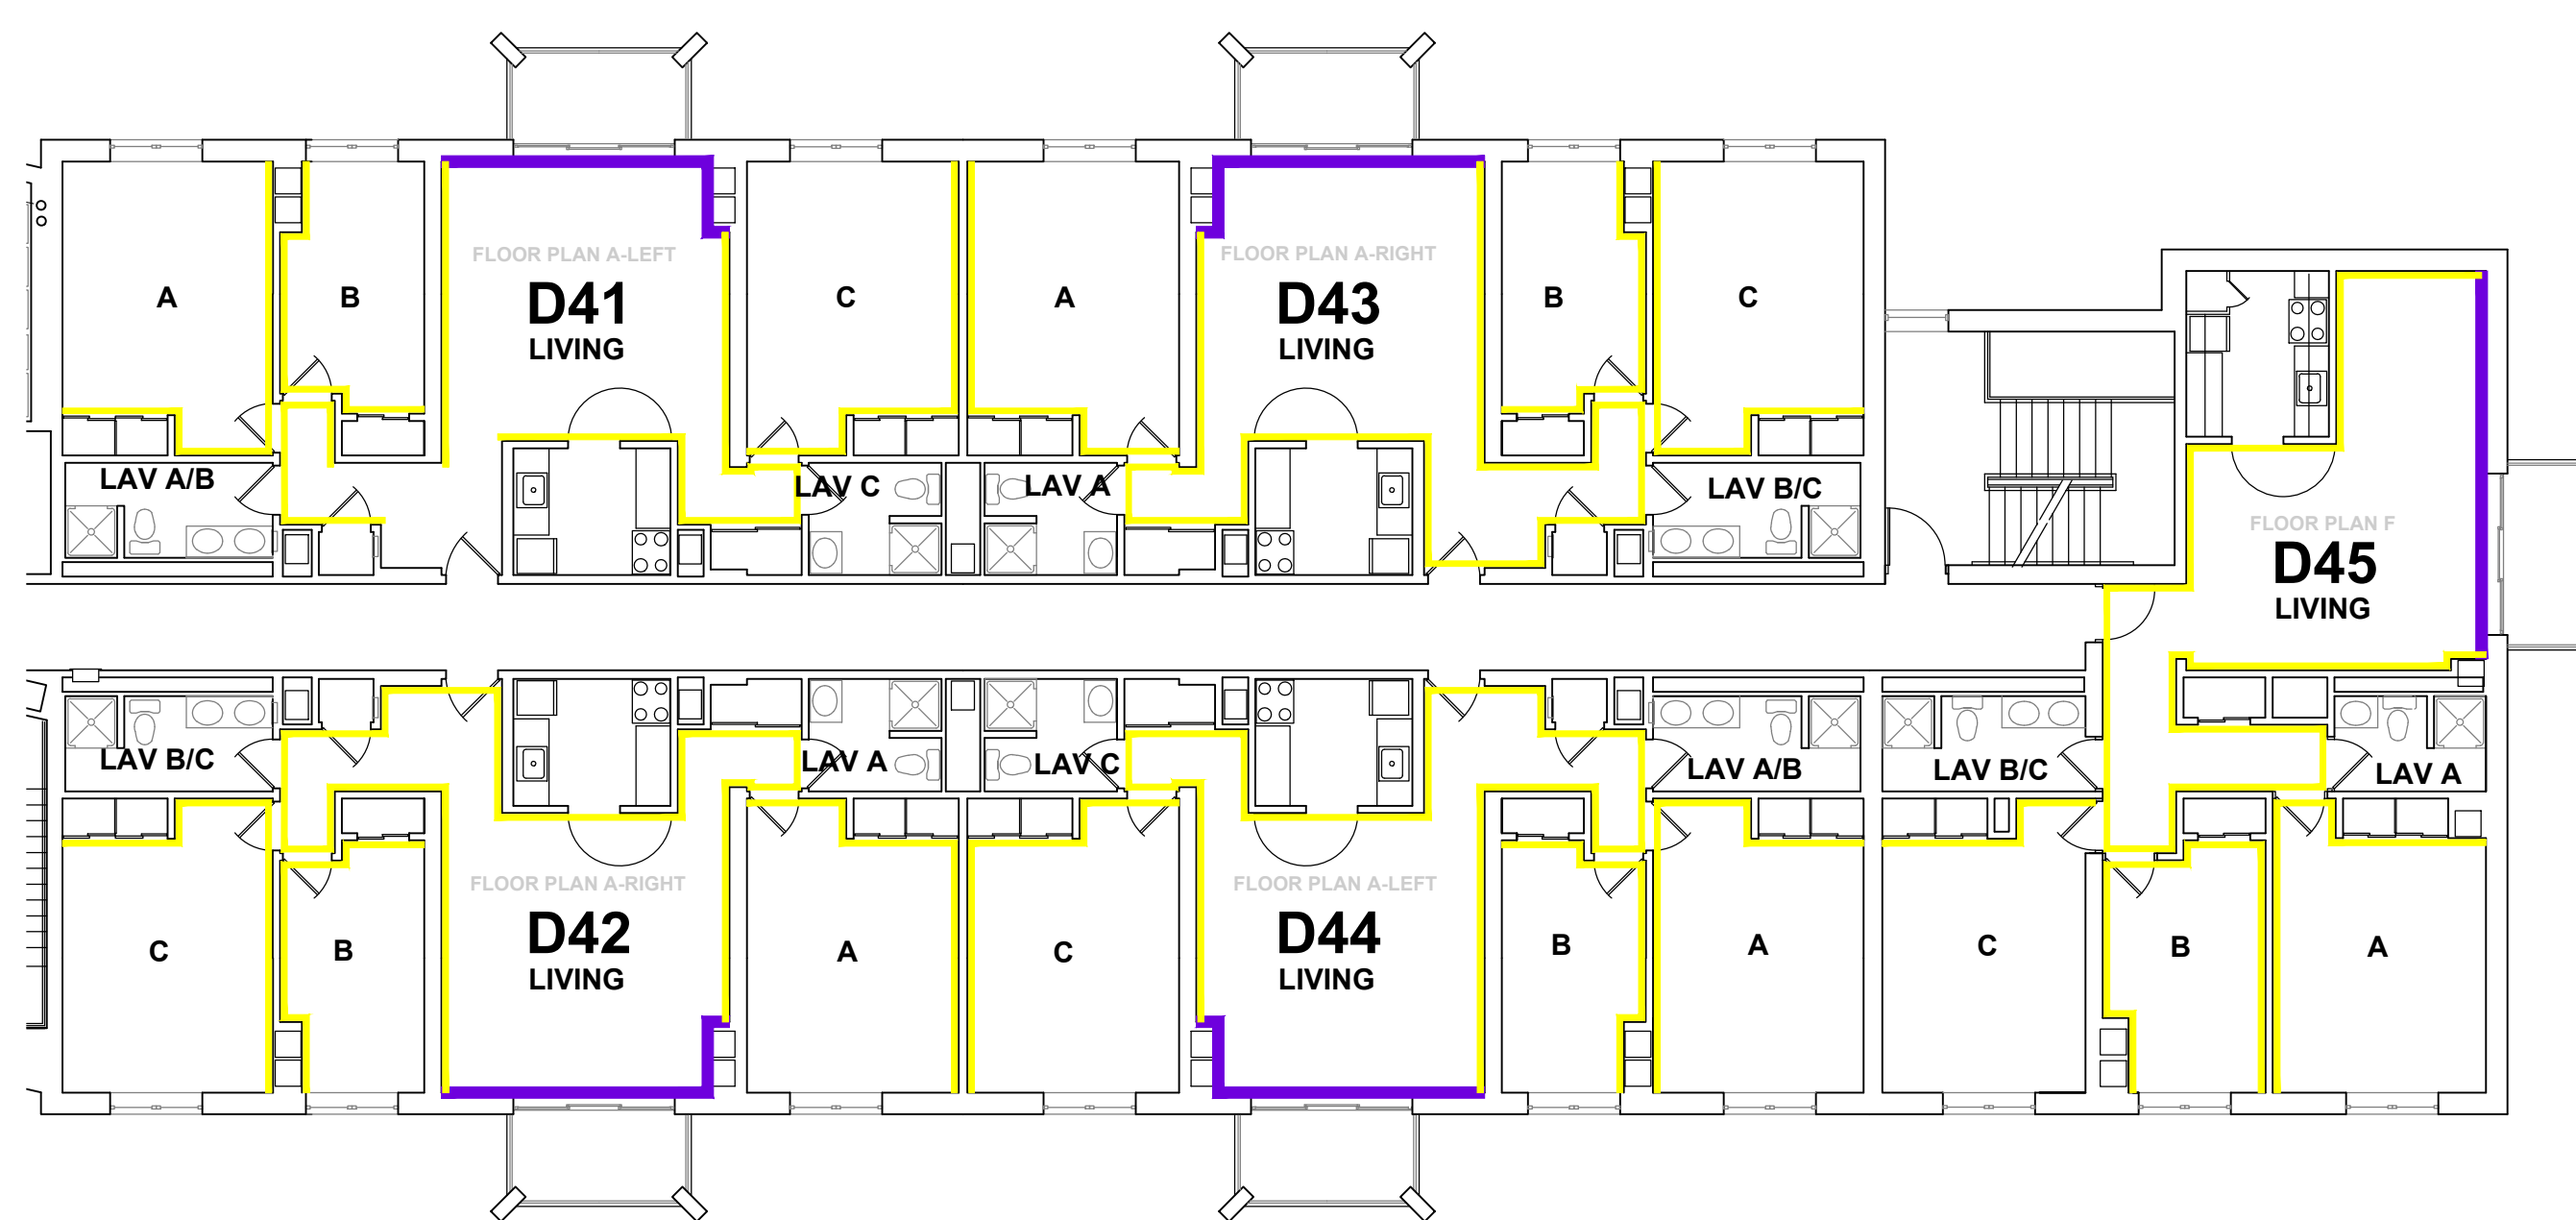 FLOOR PLAN A-LEFT
D41
LIVING
A
B
C
LAV A/B
LAV C
FLOOR PLAN A-RIGHT
D43
LIVING
A
B
C
LAV A
LAV B/C
FLOOR PLAN F
D45
LIVING
LAV B/C
LAV A
C
B
A
LAV B/C
LAV A
FLOOR PLAN A-RIGHT
D42
LIVING
C
B
A
LAV C
LAV A/B
FLOOR PLAN A-LEFT
D44
LIVING
C
B
A